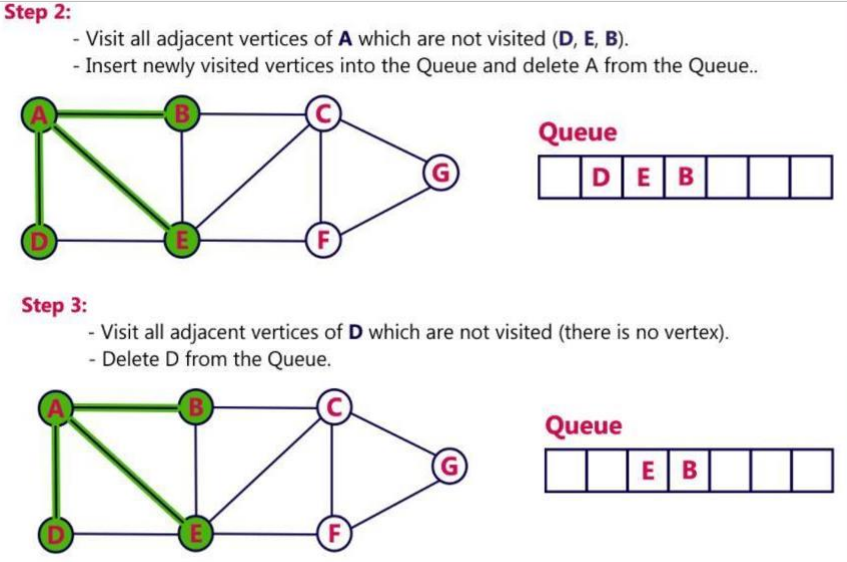 Step 2:
- Visit all adjacent vertices of A which are not visited (D, E, B).
- Insert newly visited vertices into the Queue and delete A from the Queue..
A B C
G
D E F
Queue
D E B
Step 3:
- Visit all adjacent vertices of D which are not visited (there is no vertex).
- Delete D from the Queue.
A B C
G
D E F
Queue
E B